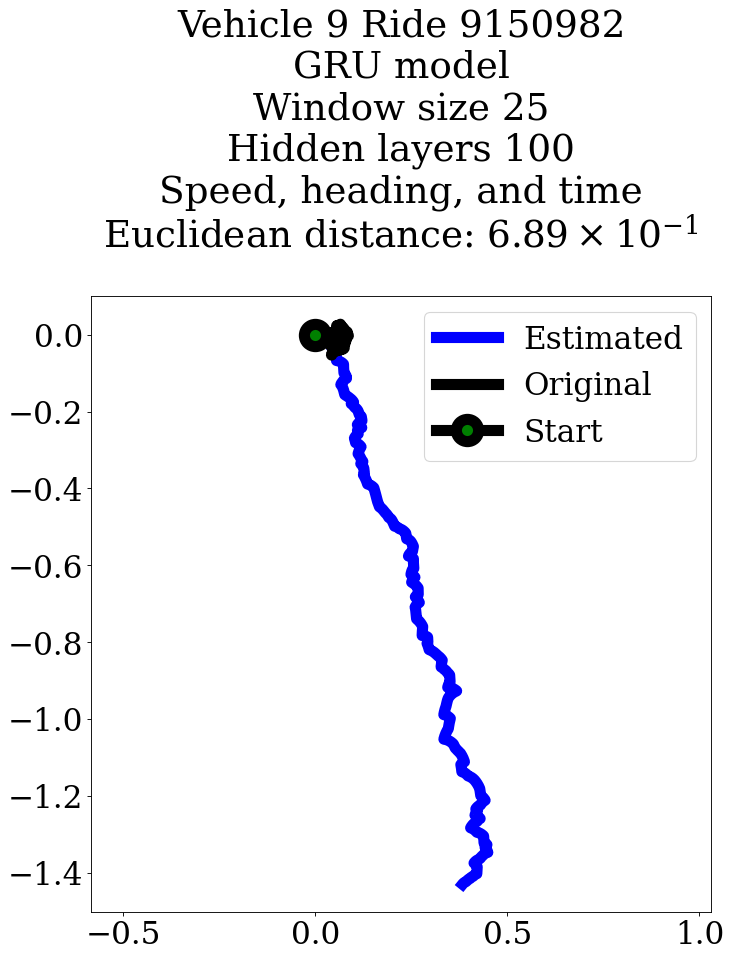 Vehicle 9 Ride 9150982
GRU model
Window size 25
Hidden layers 100
Speed, heading, and time
Euclidean distance: 6.89 × 10⁻¹
Estimated
Original
Start
0.0
−0.2
−0.4
−0.6
−0.8
−1.0
−1.2
−1.4
−0.5 0.0 0.5 1.0